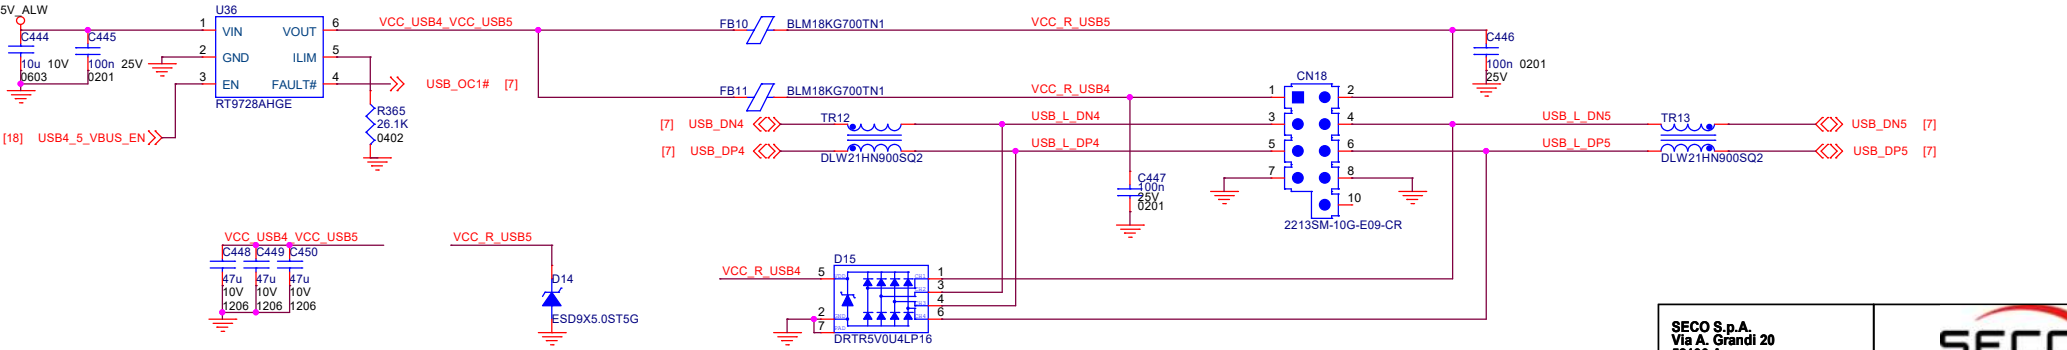 5V_ALW
U36
1 VIN VOUT 6
2 GND ILIM 5
3 EN FAULT# 4
RT9728AHGE
C444
10u 10V
0603
C445
100n 25V
0201
[18] USB4_5_VBUS_EN
VCC_USB4_VCC_USB5
USB_OC1# [7]
R365
26.1K
0402
FB10 BLM18KG700TN1
VCC_R_USB5
FB11 BLM18KG700TN1
VCC_R_USB4
C446
100n 0201
25V
[7] USB_DN4
[7] USB_DP4
TR12
DLW21HN900SQ2
USB_L_DN4
USB_L_DP4
C447
100n
25V
0201
CN18
1 2
3 4
5 6
7 8
10
2213SM-10G-E09-CR
USB_L_DN5
USB_L_DP5
TR13
DLW21HN900SQ2
USB_DN5 [7]
USB_DP5 [7]
VCC_USB4_VCC_USB5
C448 C449 C450
47u 47u 47u
10V 10V 10V
1206 1206 1206
VCC_R_USB5
D14
ESD9X5.0ST5G
VCC_R_USB4
D15
5 1
3
4
2 6
7
DRTR5V0U4LP16
SECO S.p.A.
Via A. Grandi 20
SECO